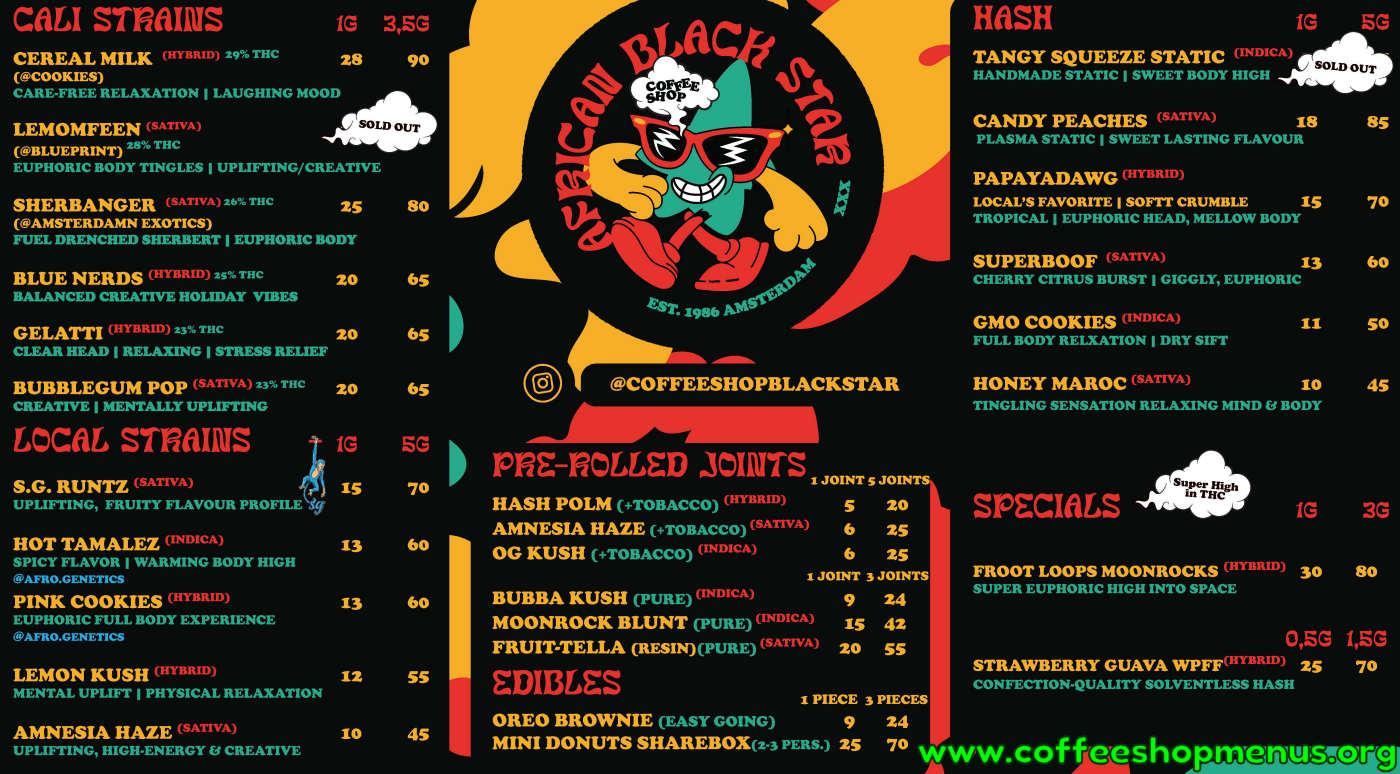 CALI STRAINS 1G 3,5G
CEREAL MILK (HYBRID) 29% THC 28 90
(@COOKIES)
CARE-FREE RELAXATION | LAUGHING MOOD
LEMOMFEEN (SATIVA) SOLD OUT
(@BLUEPRINT) 28% THC
EUPHORIC BODY TINGLES | UPLIFTING/CREATIVE
SHERBANGER (SATIVA) 26% THC 25 80
(@AMSTERDAMN EXOTICS)
FUEL DRENCHED SHERBERT | EUPHORIC BODY
BLUE NERDS (HYBRID) 25% THC 20 65
BALANCED CREATIVE HOLIDAY VIBES
GELATTI (HYBRID) 23% THC 20 65
CLEAR HEAD | RELAXING | STRESS RELIEF
BUBBLEGUM POP (SATIVA) 23% THC 20 65
CREATIVE | MENTALLY UPLIFTING
LOCAL STRAINS 1G 5G
S.G. RUNTZ (SATIVA) 15 70
UPLIFTING, FRUITY FLAVOUR PROFILE sg
HOT TAMALEZ (INDICA) 13 60
SPICY FLAVOR | WARMING BODY HIGH
@AFRO.GENETICS
PINK COOKIES (HYBRID) 13 60
EUPHORIC FULL BODY EXPERIENCE
@AFRO.GENETICS
LEMON KUSH (HYBRID) 12 55
MENTAL UPLIFT | PHYSICAL RELAXATION
AMNESIA HAZE (SATIVA) 10 45
UPLIFTING, HIGH-ENERGY & CREATIVE
AFRICAN BLACK STAR XXX
COFFEE
SHOP
EST. 1986 AMSTERDAM
@COFFEESHOPBLACKSTAR
PRE-ROLLED JOINTS
1 JOINT 5 JOINTS
HASH POLM (+TOBACCO) (HYBRID) 5 20
AMNESIA HAZE (+TOBACCO) (SATIVA) 6 25
OG KUSH (+TOBACCO) (INDICA) 6 25
1 JOINT 3 JOINTS
BUBBA KUSH (PURE) (INDICA) 9 24
MOONROCK BLUNT (PURE) (INDICA) 15 42
FRUIT-TELLA (RESIN)(PURE) (SATIVA) 20 55
EDIBLES
1 PIECE 3 PIECES
OREO BROWNIE (EASY GOING) 9 24
MINI DONUTS SHAREBOX(2-3 PERS.) 25 70
HASH 1G 5G
TANGY SQUEEZE STATIC (INDICA) SOLD OUT
HANDMADE STATIC | SWEET BODY HIGH
CANDY PEACHES (SATIVA) 18 85
PLASMA STATIC | SWEET LASTING FLAVOUR
PAPAYADAWG (HYBRID)
LOCAL'S FAVORITE | SOFTT CRUMBLE 15 70
TROPICAL | EUPHORIC HEAD, MELLOW BODY
SUPERBOOF (SATIVA) 13 60
CHERRY CITRUS BURST | GIGGLY, EUPHORIC
GMO COOKIES (INDICA) 11 50
FULL BODY RELXATION | DRY SIFT
HONEY MAROC (SATIVA) 10 45
TINGLING SENSATION RELAXING MIND & BODY
Super High
in THC
SPECIALS 1G 3G
FROOT LOOPS MOONROCKS (HYBRID) 30 80
SUPER EUPHORIC HIGH INTO SPACE
0,5G 1,5G
STRAWBERRY GUAVA WPFF(HYBRID) 25 70
CONFECTION-QUALITY SOLVENTLESS HASH
www.coffeeshopmenus.org